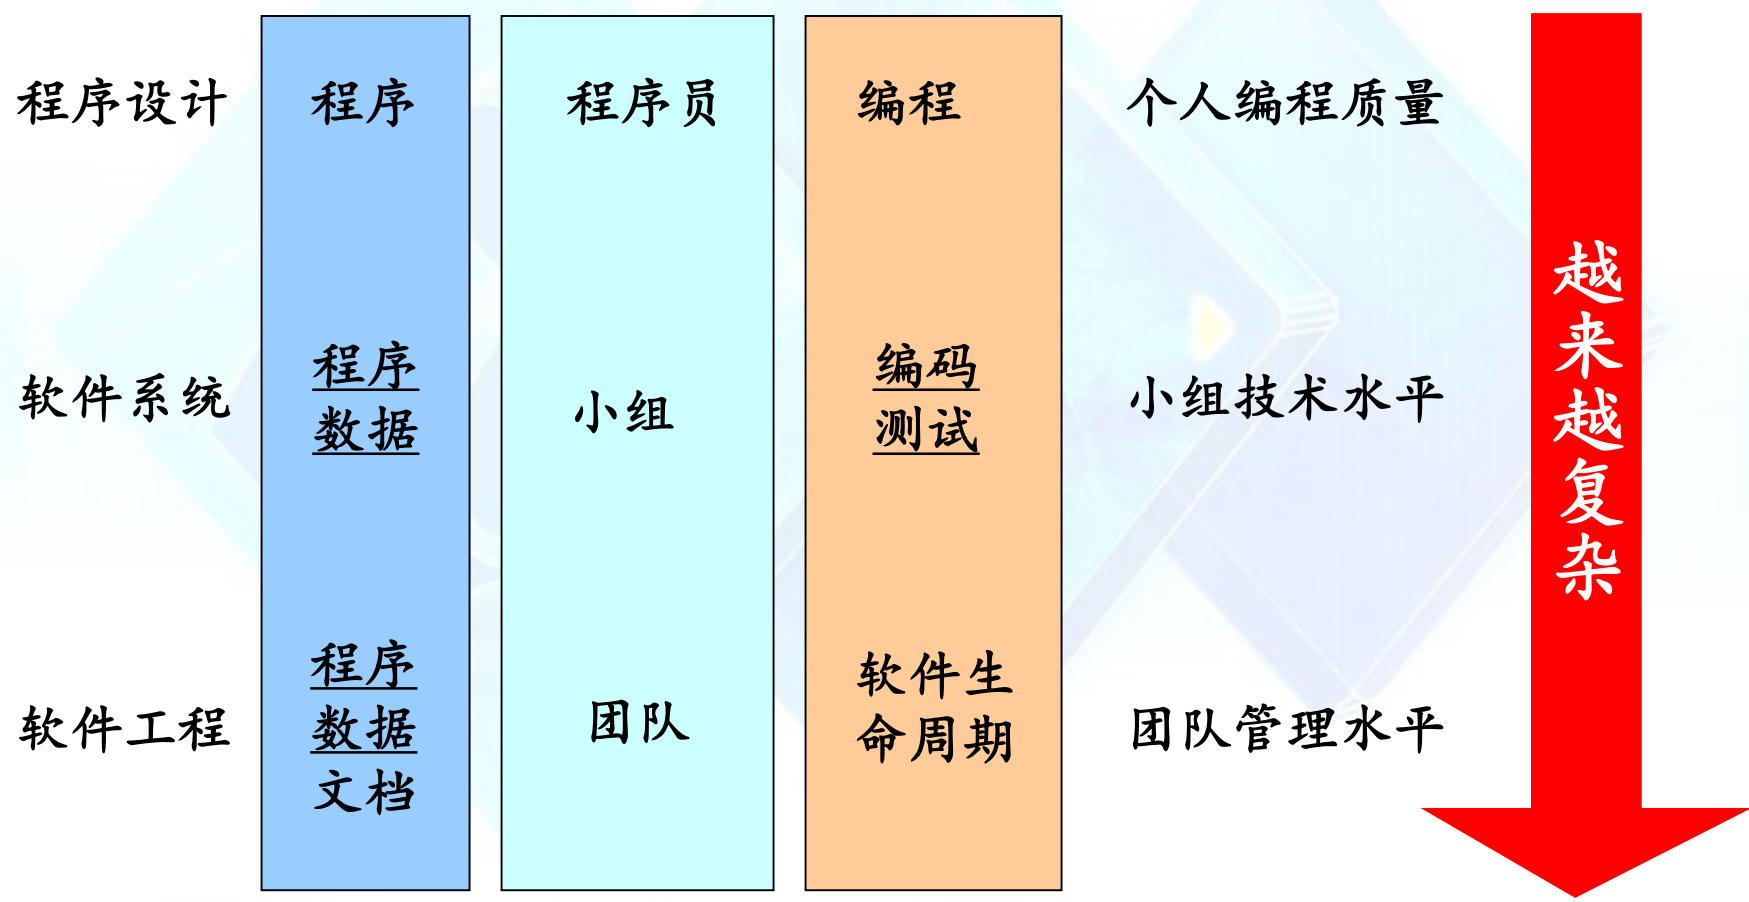 程序设计
程序
程序员
编程
个人编程质量
软件系统
程序
数据
小组
编码
测试
小组技术水平
软件工程
程序
数据
文档
团队
软件生
命周期
团队管理水平
越来越复杂